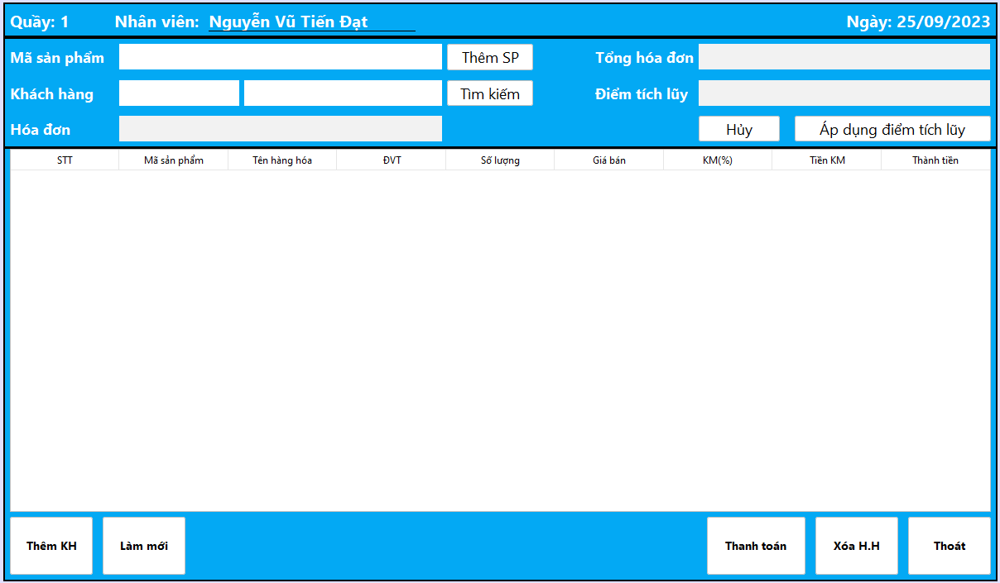 Quầy: 1 Nhân viên: Nguyễn Vũ Tiến Đạt Ngày: 25/09/2023
Mã sản phẩm Thêm SP Tổng hóa đơn
Khách hàng Tìm kiếm Điểm tích lũy
Hóa đơn Hủy Áp dụng điểm tích lũy
STT Mã sản phẩm Tên hàng hóa ĐVT Số lượng Giá bán KM(%) Tiền KM Thành tiền
Thêm KH Làm mới Thanh toán Xóa H.H Thoát